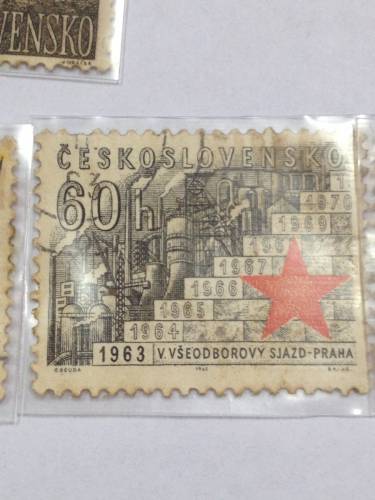 VENSKO
ČESKOSLOVENSKO
60h
1970
1969
1967
1966
1965
1964
1963 V. VŠEODBOROVÝ SJAZD-PRAHA